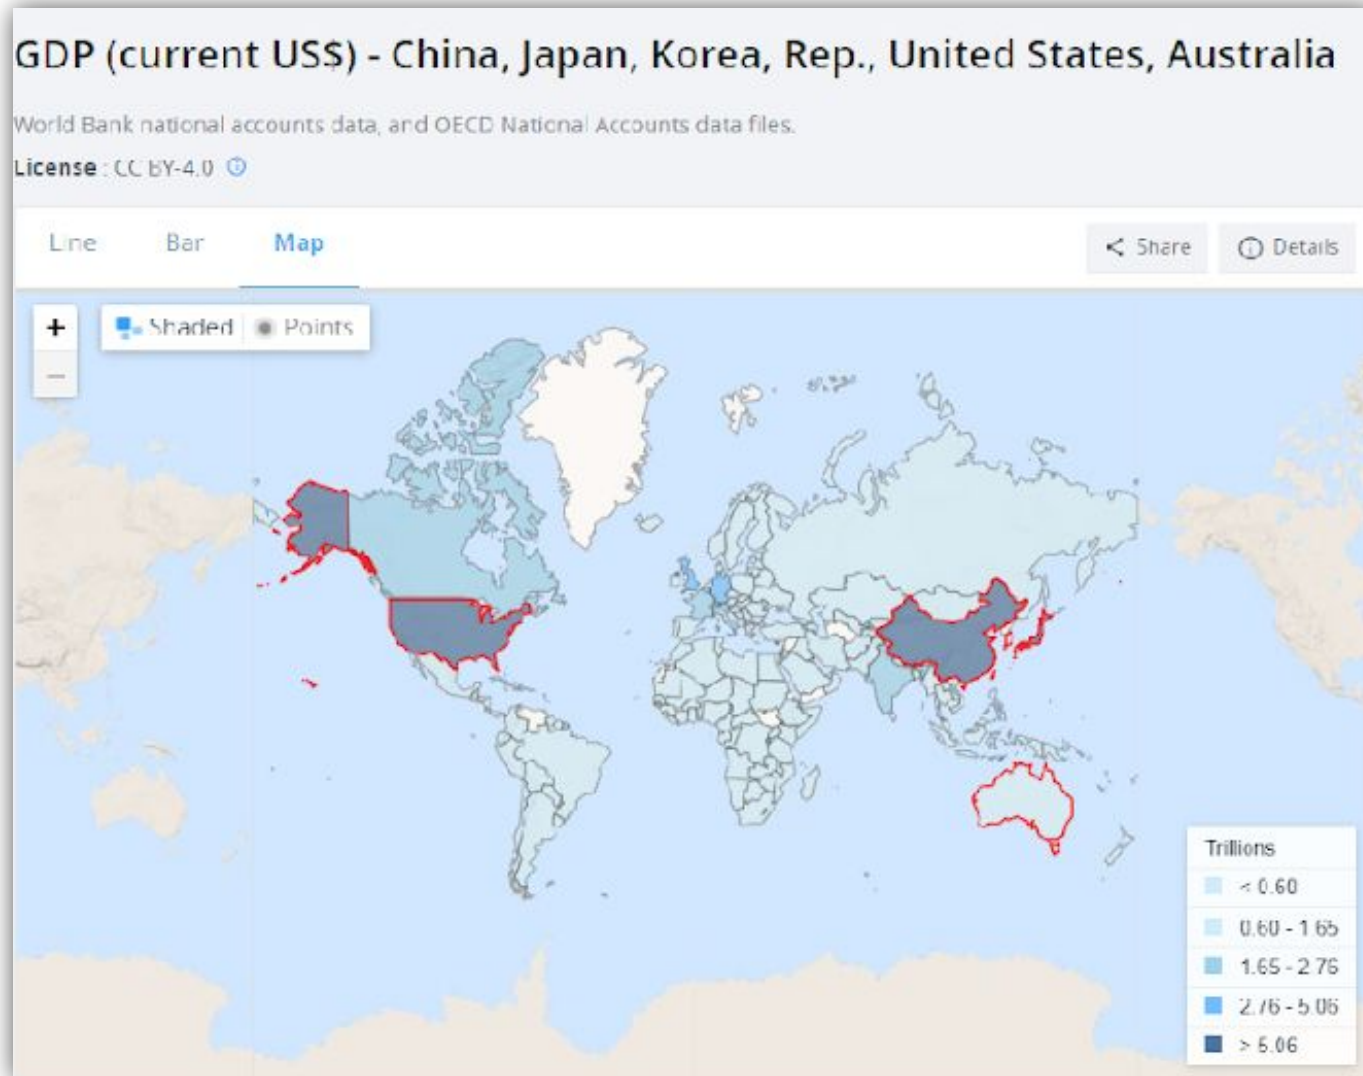 GDP (current US$) - China, Japan, Korea, Rep., United States, Australia
World Bank national accounts data, and OECD National Accounts data files.
License : CC BY-4.0
Line Bar Map
Share Details
+
Shaded Points
−
Trillions
< 0.60
0.60 - 1.65
1.65 - 2.76
2.76 - 5.06
> 5.06